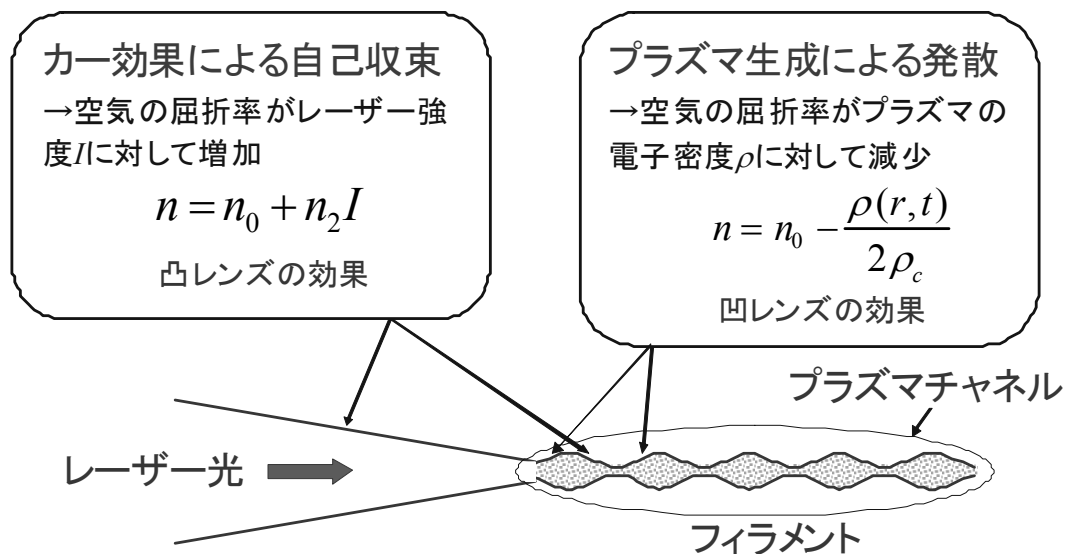 カー効果による自己収束
→空気の屈折率がレーザー強
度Iに対して増加
n = n₀ + n₂I
凸レンズの効果
プラズマ生成による発散
→空気の屈折率がプラズマの
電子密度ρに対して減少
n = n₀ − ρ(r,t) / 2ρ_c
凹レンズの効果
プラズマチャネル
レーザー光
フィラメント